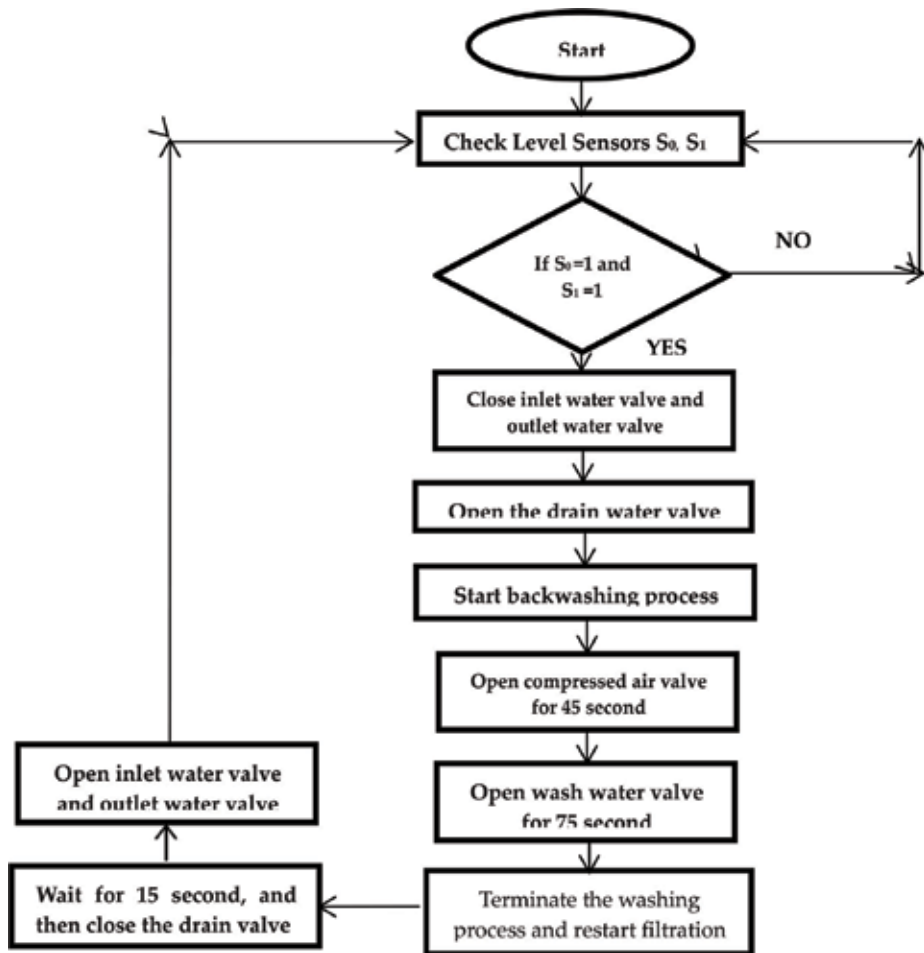 Start
Check Level Sensors S₀, S₁
If S₀=1 and
S₁ =1
NO
YES
Close inlet water valve and
outlet water valve
Open the drain water valve
Start backwashing process
Open compressed air valve
for 45 second
Open wash water valve
for 75 second
Terminate the washing
process and restart filtration
Wait for 15 second, and
then close the drain valve
Open inlet water valve
and outlet water valve